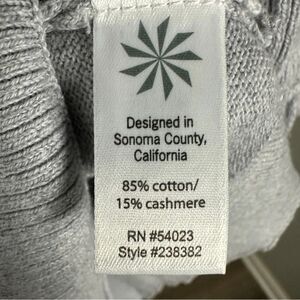 Designed in
Sonoma County,
California
85% cotton/
15% cashmere
RN #54023
Style #238382